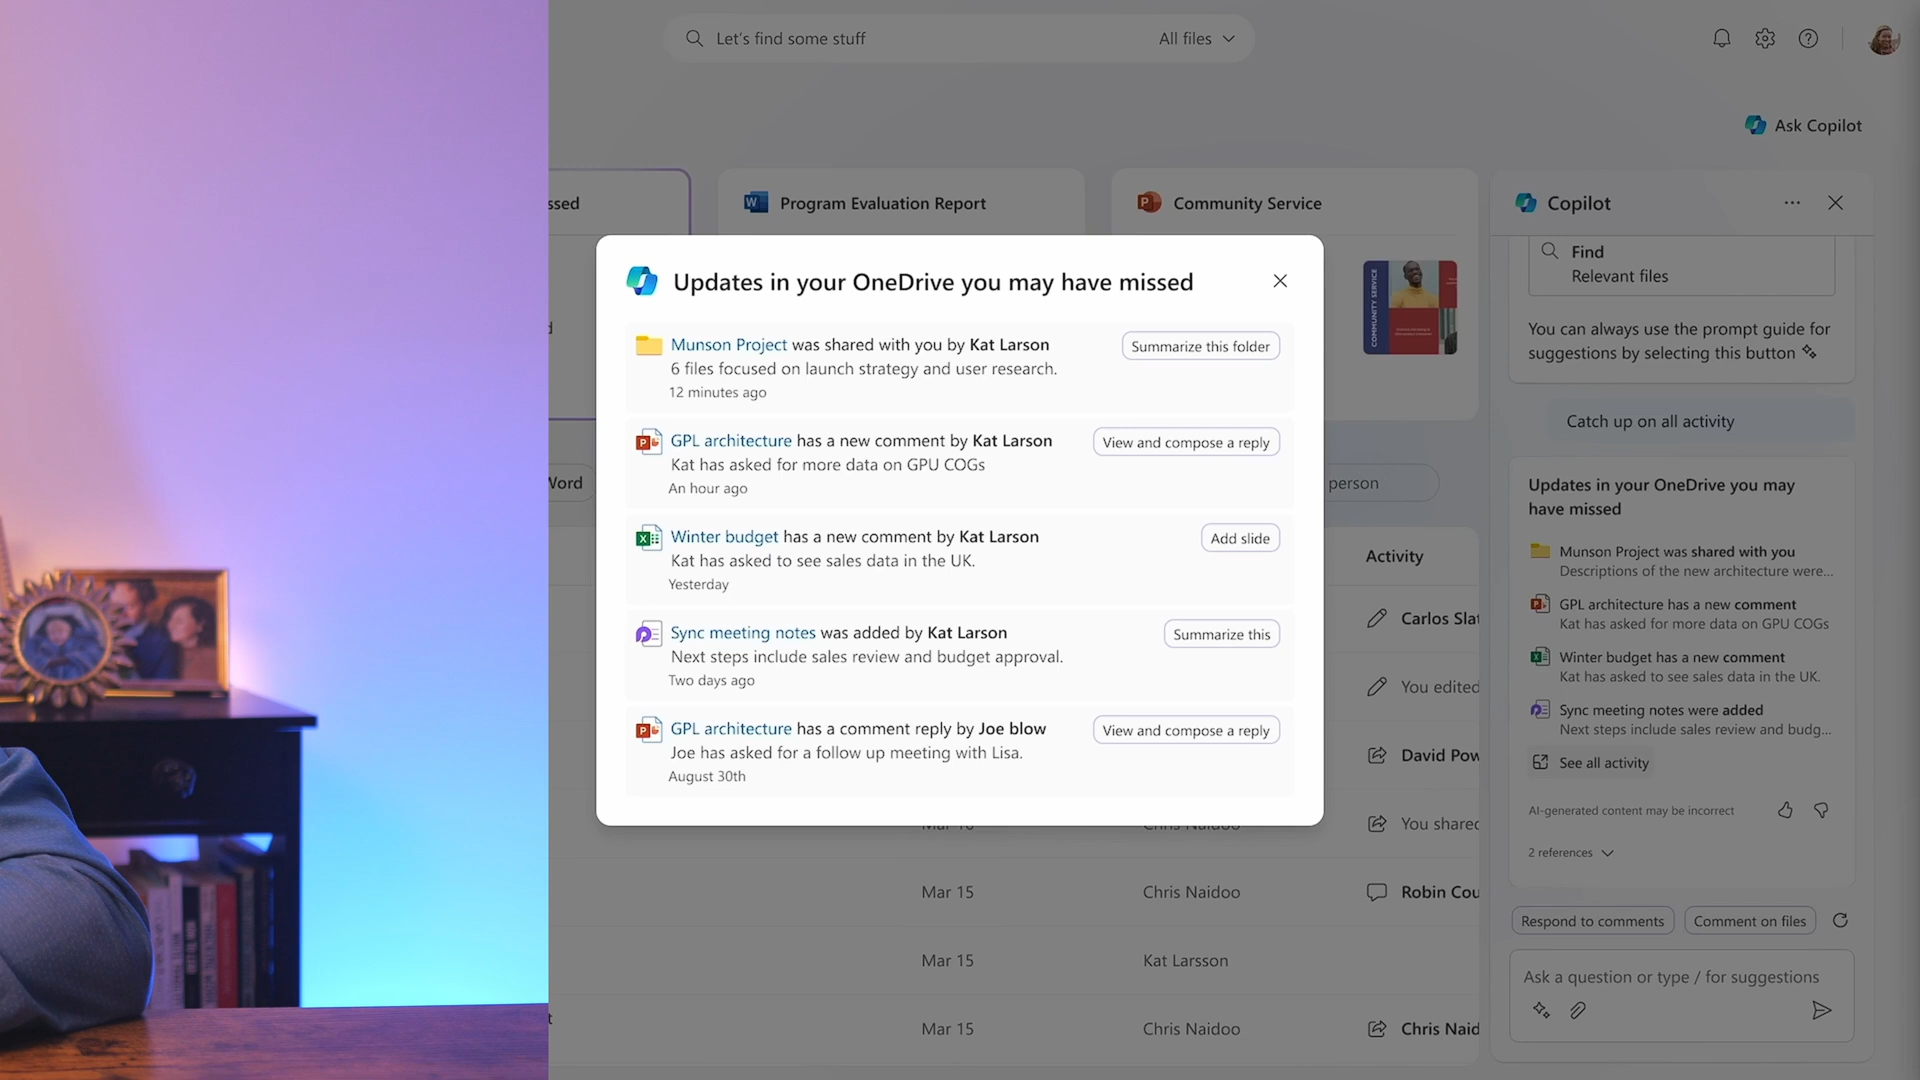 Let's find some stuff
All files
Ask Copilot
Program Evaluation Report
Community Service
COMMUNITY SERVICE
Updates in your OneDrive you may have missed
Munson Project was shared with you by Kat Larson
Summarize this folder
6 files focused on launch strategy and user research.
12 minutes ago
GPL architecture has a new comment by Kat Larson
View and compose a reply
Kat has asked for more data on GPU COGs
An hour ago
Winter budget has a new comment by Kat Larson
Add slide
Kat has asked to see sales data in the UK.
Yesterday
Sync meeting notes was added by Kat Larson
Summarize this
Next steps include sales review and budget approval.
Two days ago
GPL architecture has a comment reply by Joe blow
View and compose a reply
Joe has asked for a follow up meeting with Lisa.
August 30th
Word
person
Activity
Carlos Slat
You edited
David Pow
You shared
Mar 15
Chris Naidoo
Robin Cou
Mar 15
Kat Larsson
Mar 15
Chris Naidoo
Chris Naid
Copilot
Find
Relevant files
You can always use the prompt guide for
suggestions by selecting this button
Catch up on all activity
Updates in your OneDrive you may
have missed
Munson Project was shared with you
Descriptions of the new architecture were...
GPL architecture has a new comment
Kat has asked for more data on GPU COGs
Winter budget has a new comment
Kat has asked to see sales data in the UK.
Sync meeting notes were added
Next steps include sales review and budg...
See all activity
AI-generated content may be incorrect
2 references
Respond to comments
Comment on files
Ask a question or type / for suggestions